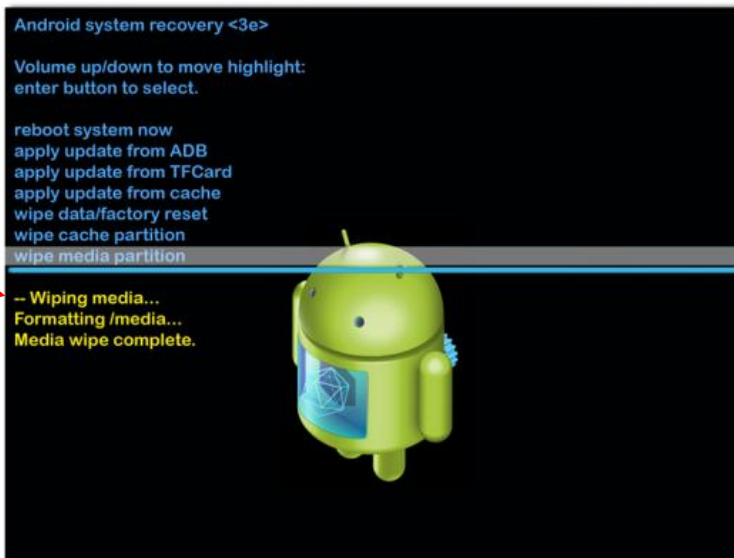 Android system recovery <3e>
Volume up/down to move highlight:
enter button to select.
reboot system now
apply update from ADB
apply update from TFCard
apply update from cache
wipe data/factory reset
wipe cache partition
wipe media partition
-- Wiping media...
Formatting /media...
Media wipe complete.